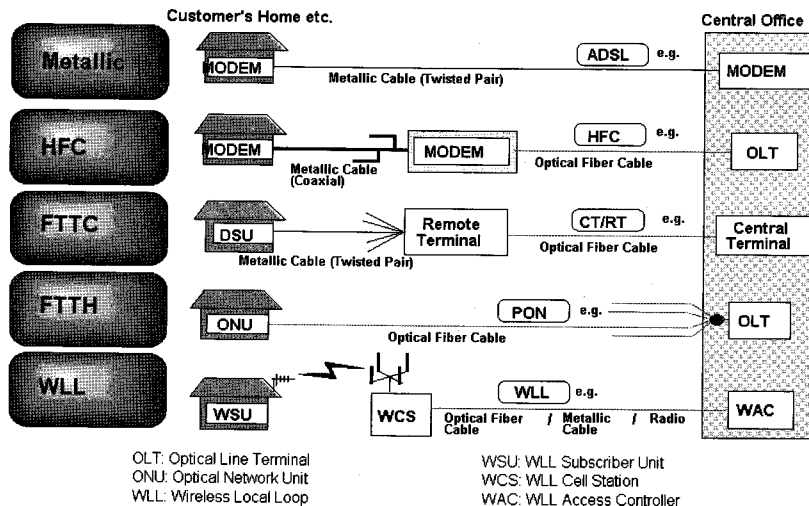 Customer's Home etc.
Central Office
Metallic
MODEM
ADSL
e.g.
MODEM
Metallic Cable (Twisted Pair)
HFC
MODEM
Metallic Cable
(Coaxial)
MODEM
HFC
e.g.
Optical Fiber Cable
OLT
FTTC
DSU
Metallic Cable (Twisted Pair)
Remote
Terminal
CT/RT
e.g.
Optical Fiber Cable
Central
Terminal
FTTH
ONU
Optical Fiber Cable
PON
e.g.
OLT
WLL
WSU
WCS
WLL
e.g.
Optical Fiber / Metallic / Radio
Cable Cable
WAC
OLT: Optical Line Terminal
ONU: Optical Network Unit
WLL: Wireless Local Loop
WSU: WLL Subscriber Unit
WCS: WLL Cell Station
WAC: WLL Access Controller